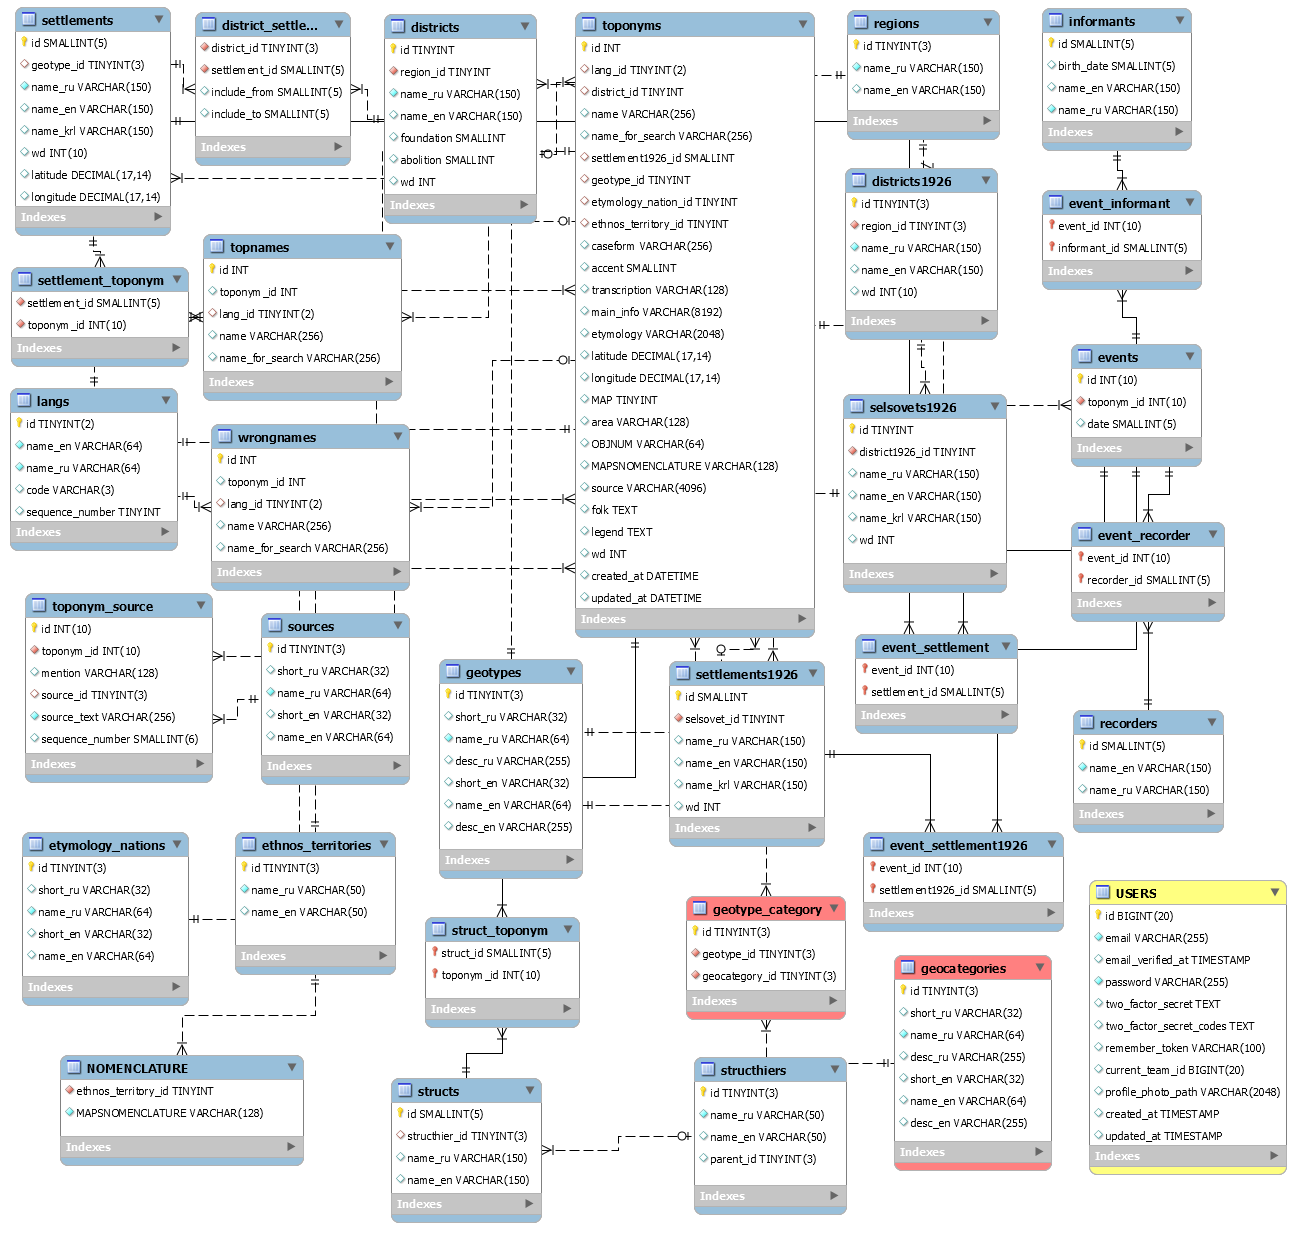 settlements
id SMALLINT(5)
geotype_id TINYINT(3)
name_ru VARCHAR(150)
name_en VARCHAR(150)
name_krl VARCHAR(150)
wd INT(10)
latitude DECIMAL(17,14)
longitude DECIMAL(17,14)
Indexes
district_settle...
district_id TINYINT(3)
settlement_id SMALLINT(5)
include_from SMALLINT(5)
include_to SMALLINT(5)
Indexes
districts
id TINYINT
region_id TINYINT
name_ru VARCHAR(150)
name_en VARCHAR(150)
foundation SMALLINT
abolition SMALLINT
wd INT
Indexes
toponyms
id INT
lang_id TINYINT(2)
district_id TINYINT
name VARCHAR(256)
name_for_search VARCHAR(256)
settlement1926_id SMALLINT
geotype_id TINYINT
etymology_nation_id TINYINT
ethnos_territory_id TINYINT
caseform VARCHAR(256)
accent SMALLINT
transcription VARCHAR(128)
main_info VARCHAR(8192)
etymology VARCHAR(2048)
latitude DECIMAL(17,14)
longitude DECIMAL(17,14)
MAP TINYINT
area VARCHAR(128)
OBJNUM VARCHAR(64)
MAPSNOMENCLATURE VARCHAR(128)
source VARCHAR(4096)
folk TEXT
legend TEXT
wd INT
created_at DATETIME
updated_at DATETIME
Indexes
regions
id TINYINT(3)
name_ru VARCHAR(150)
name_en VARCHAR(150)
Indexes
informants
id SMALLINT(5)
birth_date SMALLINT(5)
name_en VARCHAR(150)
name_ru VARCHAR(150)
Indexes
districts1926
id TINYINT(3)
region_id TINYINT(3)
name_ru VARCHAR(150)
name_en VARCHAR(150)
wd INT(10)
Indexes
event_informant
event_id INT(10)
informant_id SMALLINT(5)
Indexes
topnames
id INT
toponym_id INT
lang_id TINYINT(2)
name VARCHAR(256)
name_for_search VARCHAR(256)
Indexes
settlement_toponym
settlement_id SMALLINT(5)
toponym_id INT(10)
Indexes
langs
id TINYINT(2)
name_en VARCHAR(64)
name_ru VARCHAR(64)
code VARCHAR(3)
sequence_number TINYINT
Indexes
wrongnames
id INT
toponym_id INT
lang_id TINYINT(2)
name VARCHAR(256)
name_for_search VARCHAR(256)
Indexes
selsovets1926
id TINYINT
district1926_id TINYINT
name_ru VARCHAR(150)
name_en VARCHAR(150)
name_krl VARCHAR(150)
wd INT
Indexes
events
id INT(10)
toponym_id INT(10)
date SMALLINT(5)
Indexes
event_recorder
event_id INT(10)
recorder_id SMALLINT(5)
Indexes
toponym_source
id INT(10)
toponym_id INT(10)
mention VARCHAR(128)
source_id TINYINT(3)
source_text VARCHAR(256)
sequence_number SMALLINT(6)
Indexes
sources
id TINYINT(3)
short_ru VARCHAR(32)
name_ru VARCHAR(64)
short_en VARCHAR(32)
name_en VARCHAR(64)
Indexes
geotypes
id TINYINT(3)
short_ru VARCHAR(32)
name_ru VARCHAR(64)
desc_ru VARCHAR(255)
short_en VARCHAR(32)
name_en VARCHAR(64)
desc_en VARCHAR(255)
Indexes
settlements1926
id SMALLINT
selsovet_id TINYINT
name_ru VARCHAR(150)
name_en VARCHAR(150)
name_krl VARCHAR(150)
wd INT
Indexes
event_settlement
event_id INT(10)
settlement_id SMALLINT(5)
Indexes
recorders
id SMALLINT(5)
name_en VARCHAR(150)
name_ru VARCHAR(150)
Indexes
etymology_nations
id TINYINT(3)
short_ru VARCHAR(32)
name_ru VARCHAR(64)
short_en VARCHAR(32)
name_en VARCHAR(64)
Indexes
ethnos_territories
id TINYINT(3)
name_ru VARCHAR(50)
name_en VARCHAR(50)
Indexes
event_settlement1926
event_id INT(10)
settlement1926_id SMALLINT(5)
Indexes
struct_toponym
struct_id SMALLINT(5)
toponym_id INT(10)
Indexes
geotype_category
id TINYINT(3)
geotype_id TINYINT(3)
geocategory_id TINYINT(3)
Indexes
geocategories
id TINYINT(3)
short_ru VARCHAR(32)
name_ru VARCHAR(64)
desc_ru VARCHAR(255)
short_en VARCHAR(32)
name_en VARCHAR(64)
desc_en VARCHAR(255)
Indexes
USERS
id BIGINT(20)
email VARCHAR(255)
email_verified_at TIMESTAMP
password VARCHAR(255)
two_factor_secret TEXT
two_factor_secret_codes TEXT
remember_token VARCHAR(100)
current_team_id BIGINT(20)
profile_photo_path VARCHAR(2048)
created_at TIMESTAMP
updated_at TIMESTAMP
Indexes
NOMENCLATURE
ethnos_territory_id TINYINT
MAPSNOMENCLATURE VARCHAR(128)
Indexes
structs
id SMALLINT(5)
structhier_id TINYINT(3)
name_ru VARCHAR(150)
name_en VARCHAR(150)
Indexes
structhiers
id TINYINT(3)
name_ru VARCHAR(50)
name_en VARCHAR(50)
parent_id TINYINT(3)
Indexes